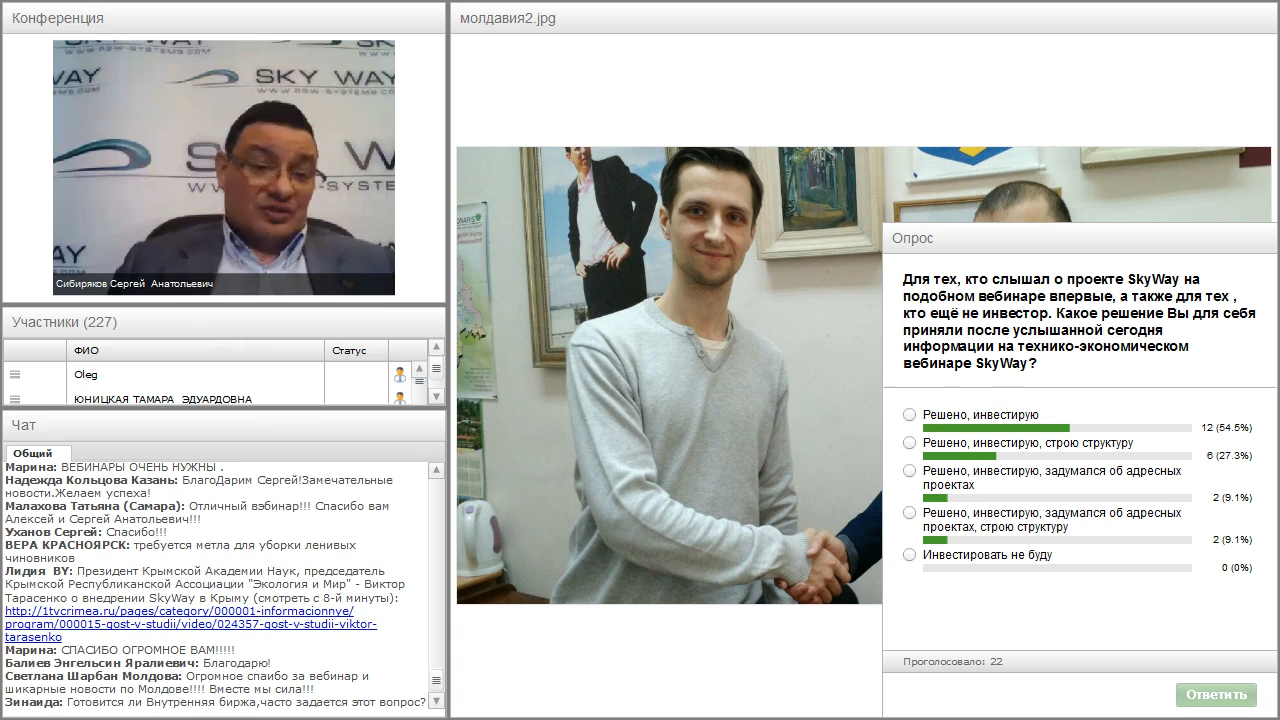 Конференция
SKY WAY
WAY
SKY WAY
WWW.RSW-SYSTEMS.COM
SKY W
WAY
Сибиряков Сергей Анатольевич
Участники (227)
ФИО Статус
Oleg
ЮНИЦКАЯ ТАМАРА ЭДУАРДОВНА
Чат
Общий
Марина: ВЕБИНАРЫ ОЧЕНЬ НУЖНЫ .
Надежда Кольцова Казань: БлагоДарим Сергей!Замечательные
новости.Желаем успеха!
Малахова Татьяна (Самара): Отличный вэбинар!!! Спасибо вам
Алексей и Сергей Анатольевич!!!
Уханов Сергей: Спасибо!!!
ВЕРА КРАСНОЯРСК: требуется метла для уборки ленивых
чиновников
Лидия BY: Президент Крымской Академии Наук, председатель
Крымской Республиканской Ассоциации "Экология и Мир" - Виктор
Тарасенко о внедрении SkyWay в Крыму (смотреть с 8-й минуты):
http://1tvcrimea.ru/pages/category/000001-informacionnye/
program/000015-gost-v-studii/video/024357-gost-v-studii-viktor-
tarasenko
Марина: СПАСИБО ОГРОМНОЕ ВАМ!!!!!
Балиев Энгельсин Яралиевич: Благодарю!
Светлана Шарбан Молдова: Огромное спаибо за вебинар и
шикарные новости по Молдове!!!! Вместе мы сила!!!
Зинаида: Готовится ли Внутренняя биржа,часто задается этот вопрос?
молдавия2.jpg
Опрос
Для тех, кто слышал о проекте SkyWay на
подобном вебинаре впервые, а также для тех ,
кто ещё не инвестор. Какое решение Вы для себя
приняли после услышанной сегодня
информации на технико-экономическом
вебинаре SkyWay?
Решено, инвестирую
12 (54.5%)
Решено, инвестирую, строю структуру
6 (27.3%)
Решено, инвестирую, задумался об адресных
проектах
2 (9.1%)
Решено, инвестирую, задумался об адресных
проектах, строю структуру
2 (9.1%)
Инвестировать не буду
0 (0%)
Проголосовало: 22
Ответить